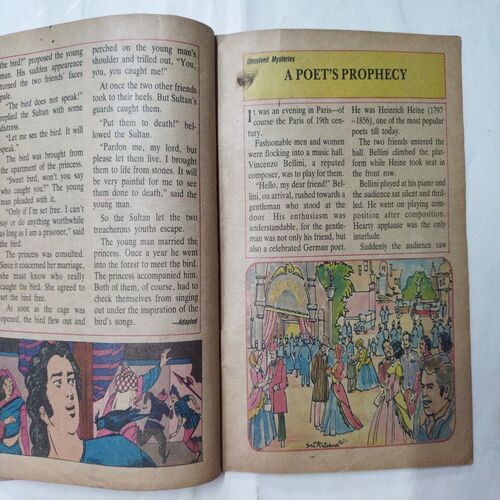 the bird?" proposed the young
man. His sudden appearance
turned the two friends' faces
pale.
"The bird does not speak!"
replied the Sultan with some
distress.
"Let me see the bird. It will
speak."
The bird was brought from
the apartment of the princess.
"Sweet bird, won't you say
who caught you?" The young
man pleaded with it.
"Only if I'm set free. I can't
say or do anything worthwhile
as long as I am a prisoner," said
the bird.
The princess was consulted.
Since it concerned her marriage,
she must know who really
caught the bird. She agreed to
set the bird free.
As soon as the cage was
opened, the bird flew out and
perched on the young man's
shoulder and trilled out, "You,
you, you caught me!"
At once the two other friends
took to their heels. But Sultan's
guards caught them.
"Put them to death!" bel-
lowed the Sultan.
"Pardon me, my lord, but
please let them live. I brought
them to life from stones. It will
be very painful for me to see
them done to death," said the
young man.
So the Sultan let the two
treacherous youths escape.
The young man married the
princess. Once a year he went
into the forest to meet the bird.
The princess accompanied him.
Both of them, of course, had to
check themselves from singing
out under the inspiration of the
bird's songs.
—Adapted
Unsolved Mysteries
A POET'S PROPHECY
It was an evening in Paris—of
course the Paris of 19th cen-
tury.
Fashionable men and women
were flocking into a music hall.
Vincenzo Bellini, a reputed
composer, was to play for them.
"Hello, my dear friend!" Bel-
lini, on arrival, rushed towards a
gentleman who stood at the
door. His enthusiasm was
understandable, for the gentle-
man was not only his friend, but
also a celebrated German poet.
He was Heinrich Heine (1797
-1856), one of the most popular
poets till today.
The two friends entered the
hall. Bellini climbed the plat-
form while Heine took seat in
the front row.
Bellini played at his piano and
the audience sat silent and thril-
led. He went on playing com-
position after composition.
Hearty applause was the only
interlude.
Suddenly the audience saw